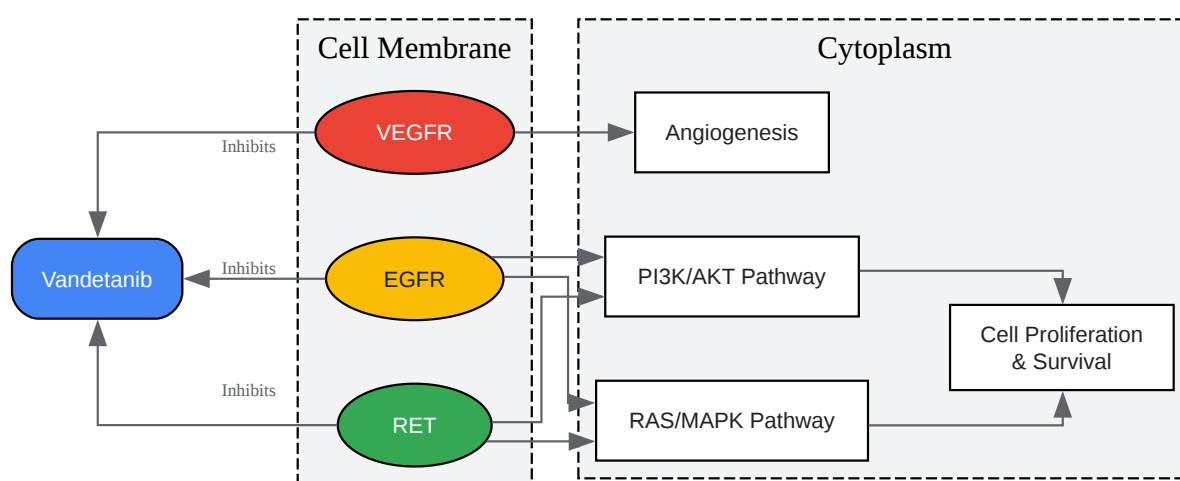 Cell Membrane
Cytoplasm
VEGFR
Angiogenesis
Inhibits
Vandetanib
Inhibits
EGFR
PI3K/AKT Pathway
Cell Proliferation
& Survival
Inhibits
RET
RAS/MAPK Pathway